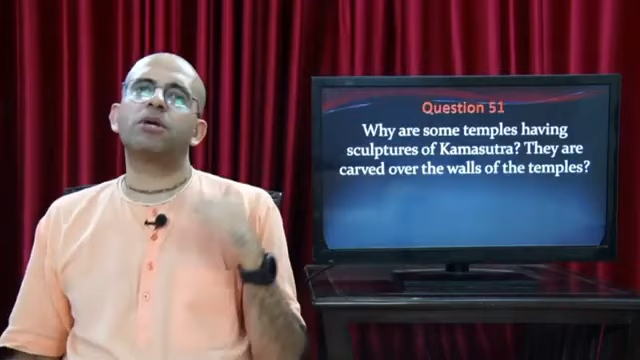 Question 51
Why are some temples having
sculptures of Kamasutra? They are
carved over the walls of the temples?